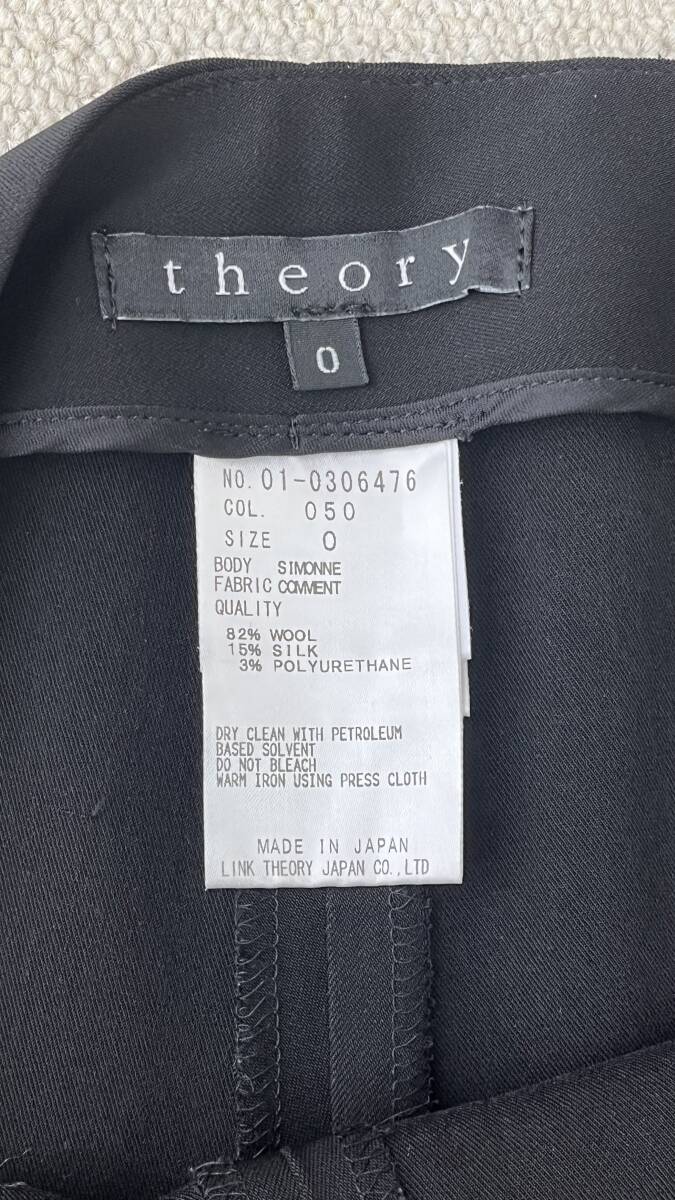 theory
0
NO. 01-0306476
COL. 050
SIZE 0
BODY SIMONNE
FABRIC COMMENT
QUALITY
82% WOOL
15% SILK
3% POLYURETHANE
DRY CLEAN WITH PETROLEUM
BASED SOLVENT
DO NOT BLEACH
WARM IRON USING PRESS CLOTH
MADE IN JAPAN
LINK THEORY JAPAN CO.,LTD